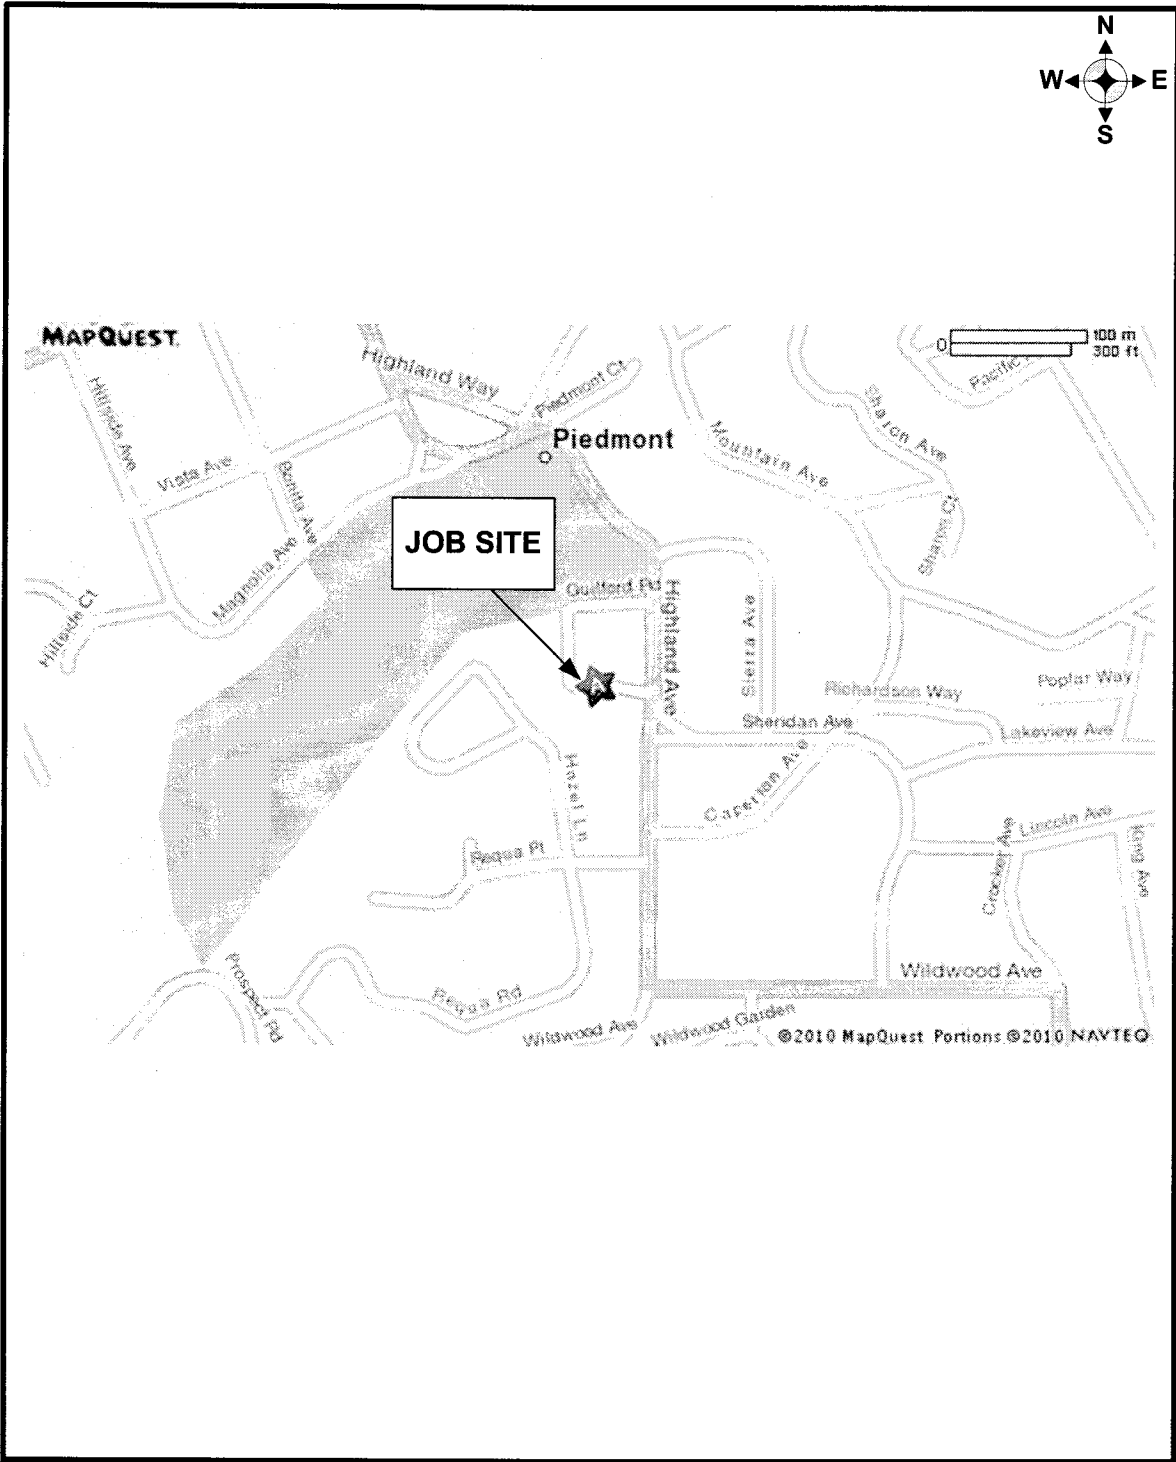 N
W E
S
MAPQUEST
0 100 m
300 ft
Highland Way
Piedmont Ct
Pacific
Hillside Ave
Sharon Ave
Piedmont
Mountain Ave
Vista Ave
Bonita Ave
JOB SITE
Sharon Ct
Magnolia Ave
Guilford Rd
Hillside Ct
Highland Ave
Sierra Ave
Poplar Way
Richardson Way
Sheridan Ave
Lakeview Ave
Hazel Ln
Caperton Ave
Lincoln Ave
Requa Pl
Crocker Ave
King Ave
Prospect Rd
Wildwood Ave
Requa Rd
Wildwood Ave
Wildwood Garden
©2010 MapQuest Portions ©2010 NAVTEQ